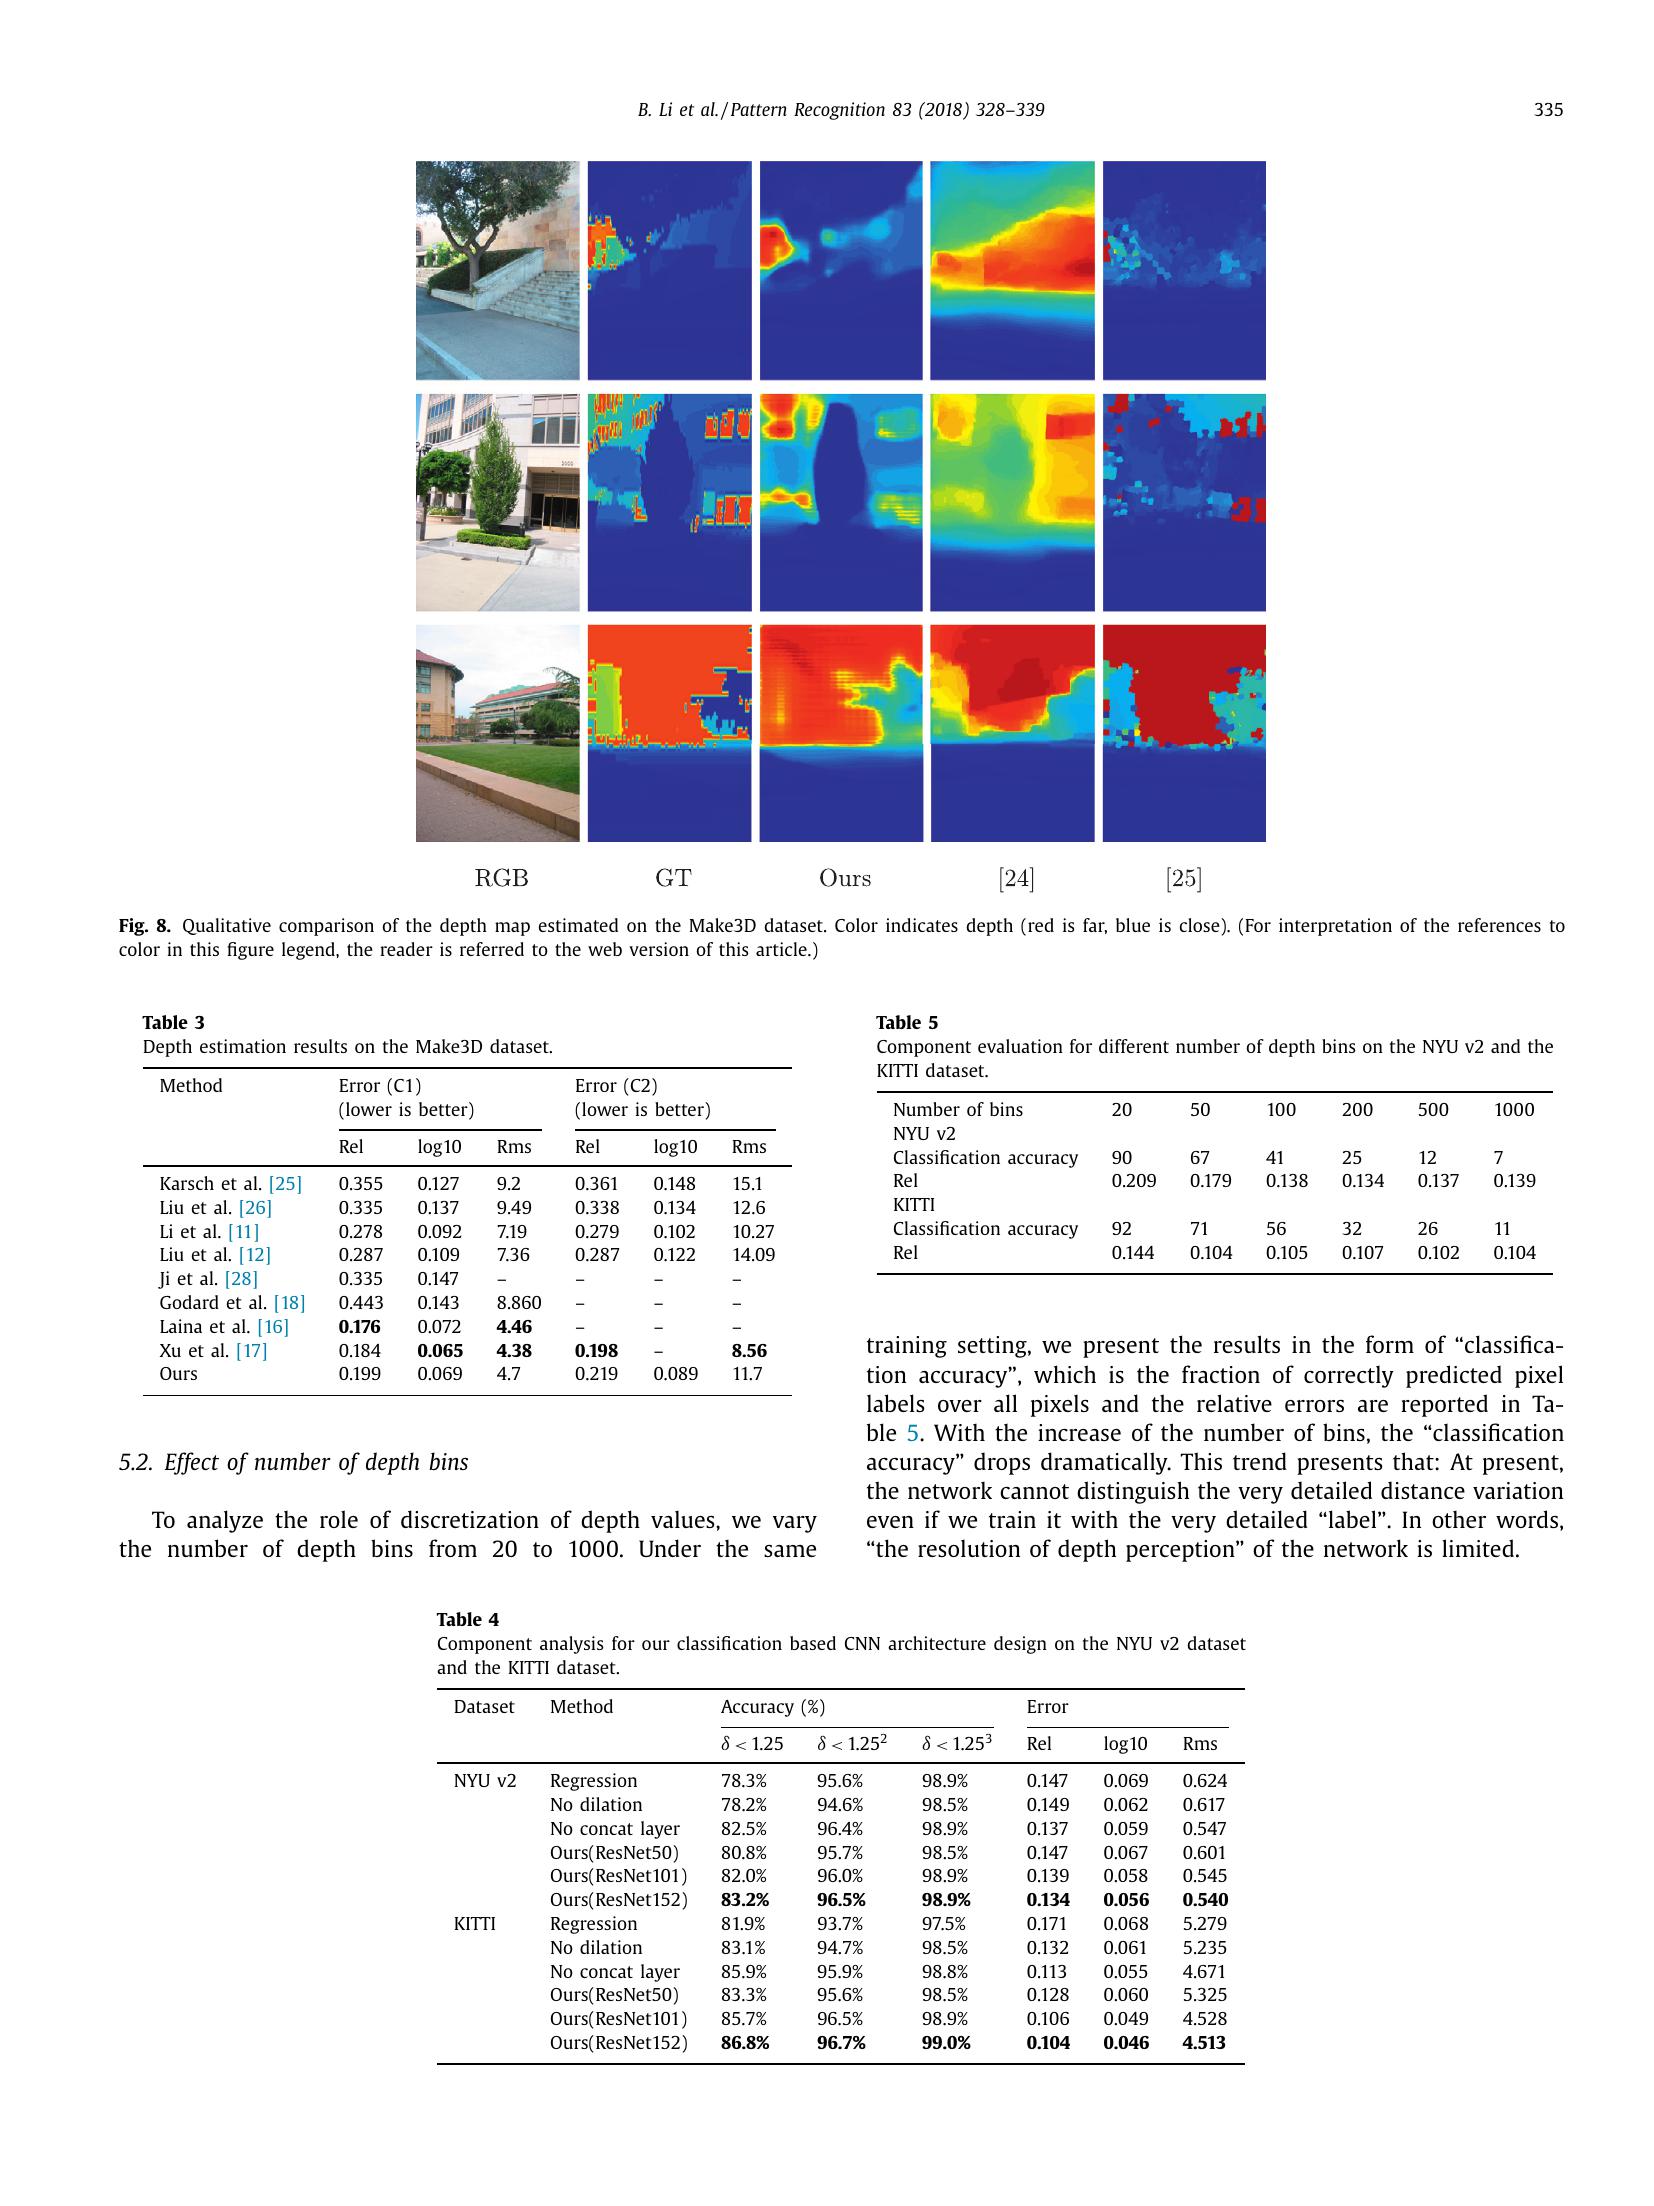 B. Li et al. / Pattern Recognition 83 (2018) 328–339
335
RGB GT Ours [24] [25]
Fig. 8. Qualitative comparison of the depth map estimated on the Make3D dataset. Color indicates depth (red is far, blue is close). (For interpretation of the references to
color in this figure legend, the reader is referred to the web version of this article.)
Table 3
Depth estimation results on the Make3D dataset.
Method Error (C1) Error (C2)
(lower is better) (lower is better)
Rel log10 Rms Rel log10 Rms
Karsch et al. [25] 0.355 0.127 9.2 0.361 0.148 15.1
Liu et al. [26] 0.335 0.137 9.49 0.338 0.134 12.6
Li et al. [11] 0.278 0.092 7.19 0.279 0.102 10.27
Liu et al. [12] 0.287 0.109 7.36 0.287 0.122 14.09
Ji et al. [28] 0.335 0.147 – – – –
Godard et al. [18] 0.443 0.143 8.860 – – –
Laina et al. [16] 0.176 0.072 4.46 – – –
Xu et al. [17] 0.184 0.065 4.38 0.198 – 8.56
Ours 0.199 0.069 4.7 0.219 0.089 11.7
5.2. Effect of number of depth bins
To analyze the role of discretization of depth values, we vary
the number of depth bins from 20 to 1000. Under the same
Table 5
Component evaluation for different number of depth bins on the NYU v2 and the
KITTI dataset.
Number of bins 20 50 100 200 500 1000
NYU v2
Classification accuracy 90 67 41 25 12 7
Rel 0.209 0.179 0.138 0.134 0.137 0.139
KITTI
Classification accuracy 92 71 56 32 26 11
Rel 0.144 0.104 0.105 0.107 0.102 0.104
training setting, we present the results in the form of “classifica-
tion accuracy”, which is the fraction of correctly predicted pixel
labels over all pixels and the relative errors are reported in Ta-
ble 5. With the increase of the number of bins, the “classification
accuracy” drops dramatically. This trend presents that: At present,
the network cannot distinguish the very detailed distance variation
even if we train it with the very detailed “label”. In other words,
“the resolution of depth perception” of the network is limited.
Table 4
Component analysis for our classification based CNN architecture design on the NYU v2 dataset
and the KITTI dataset.
Dataset Method Accuracy (%) Error
δ < 1.25 δ < 1.25² δ < 1.25³ Rel log10 Rms
NYU v2 Regression 78.3% 95.6% 98.9% 0.147 0.069 0.624
No dilation 78.2% 94.6% 98.5% 0.149 0.062 0.617
No concat layer 82.5% 96.4% 98.9% 0.137 0.059 0.547
Ours(ResNet50) 80.8% 95.7% 98.5% 0.147 0.067 0.601
Ours(ResNet101) 82.0% 96.0% 98.9% 0.139 0.058 0.545
Ours(ResNet152) 83.2% 96.5% 98.9% 0.134 0.056 0.540
KITTI Regression 81.9% 93.7% 97.5% 0.171 0.068 5.279
No dilation 83.1% 94.7% 98.5% 0.132 0.061 5.235
No concat layer 85.9% 95.9% 98.8% 0.113 0.055 4.671
Ours(ResNet50) 83.3% 95.6% 98.5% 0.128 0.060 5.325
Ours(ResNet101) 85.7% 96.5% 98.9% 0.106 0.049 4.528
Ours(ResNet152) 86.8% 96.7% 99.0% 0.104 0.046 4.513